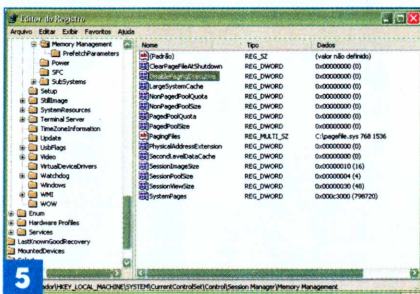 Editor do Registro
Arquivo Editar Exibir Favoritos Ajuda
Memory Management
PrefetchParameters
Power
SFC
SubSystems
Setup
StillImage
SystemResources
Terminal Server
TimeZoneInformation
Update
UsbFlags
Video
VirtualDeviceDrivers
Watchdog
Windows
WMI
WOW
Enum
Hardware Profiles
Services
LastKnownGoodRecovery
MountedDevices
Nome Tipo Dados
(Padrão) REG_SZ (valor não definido)
ClearPageFileAtShutdown REG_DWORD 0x00000000 (0)
DisablePagingExecutive REG_DWORD 0x00000000 (0)
LargeSystemCache REG_DWORD 0x00000000 (0)
NonPagedPoolQuota REG_DWORD 0x00000000 (0)
NonPagedPoolSize REG_DWORD 0x00000000 (0)
PagedPoolQuota REG_DWORD 0x00000000 (0)
PagedPoolSize REG_DWORD 0x00000000 (0)
PagingFiles REG_MULTI_SZ C:\pagefile.sys 768 1536
PhysicalAddressExtension REG_DWORD 0x00000000 (0)
SecondLevelDataCache REG_DWORD 0x00000000 (0)
SessionImageSize REG_DWORD 0x00000010 (16)
SessionPoolSize REG_DWORD 0x00000004 (4)
SessionViewSize REG_DWORD 0x00000030 (48)
SystemPages REG_DWORD 0x000c3000 (798720)
5
ador\HKEY_LOCAL_MACHINE\SYSTEM\CurrentControlSet\Control\Session Manager\Memory Management